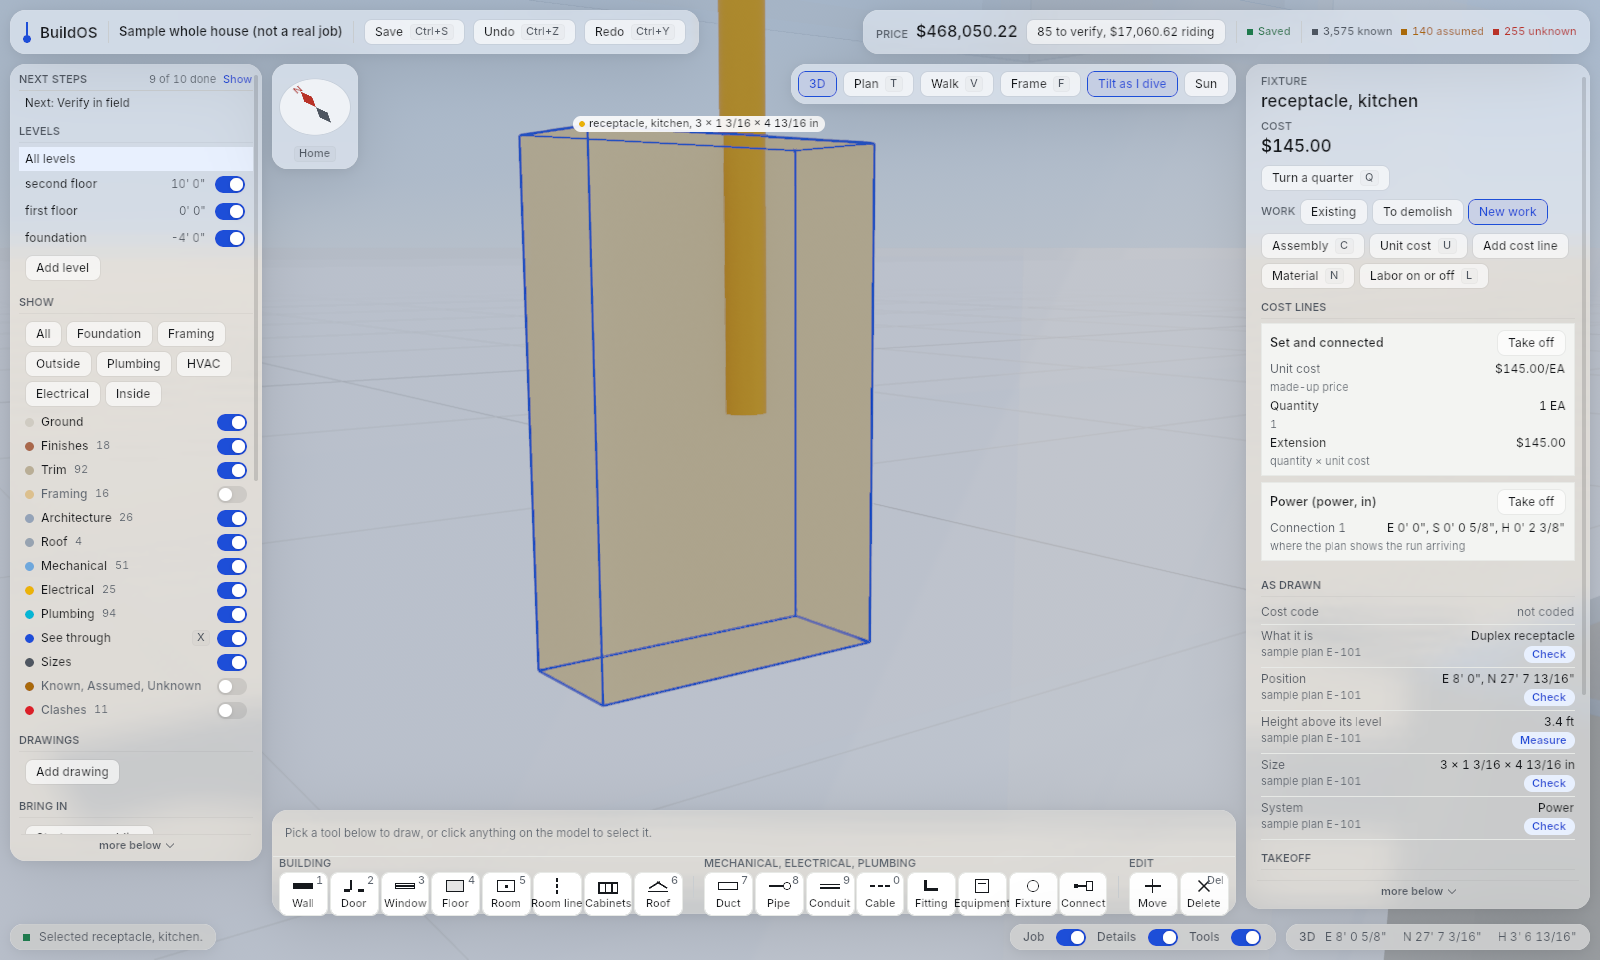 BuildOS
Sample whole house (not a real job)
Save Ctrl+S
Undo Ctrl+Z
Redo Ctrl+Y
PRICE $468,050.22
85 to verify, $17,060.62 riding
Saved
3,575 known
140 assumed
255 unknown
NEXT STEPS 9 of 10 done Show
Next: Verify in field
LEVELS
All levels
second floor 10' 0"
first floor 0' 0"
foundation -4' 0"
Add level
SHOW
All Foundation Framing
Outside Plumbing HVAC
Electrical Inside
Ground
Finishes 18
Trim 92
Framing 16
Architecture 26
Roof 4
Mechanical 51
Electrical 25
Plumbing 94
See through X
Sizes
Known, Assumed, Unknown
Clashes 11
DRAWINGS
Add drawing
BRING IN
more below
N
Home
3D
Plan T
Walk V
Frame F
Tilt as I dive
Sun
receptacle, kitchen, 3 × 1 3/16 × 4 13/16 in
Pick a tool below to draw, or click anything on the model to select it.
BUILDING
1 Wall
2 Door
3 Window
4 Floor
5 Room
Room line
Cabinets
6 Roof
MECHANICAL, ELECTRICAL, PLUMBING
7 Duct
8 Pipe
9 Conduit
0 Cable
Fitting
Equipment
Fixture
Connect
EDIT
Move
Del Delete
FIXTURE
receptacle, kitchen
COST
$145.00
Turn a quarter Q
WORK Existing To demolish New work
Assembly C Unit cost U Add cost line
Material N Labor on or off L
COST LINES
Set and connected Take off
Unit cost $145.00/EA
made-up price
Quantity 1 EA
1
Extension $145.00
quantity × unit cost
Power (power, in) Take off
Connection 1 E 0' 0", S 0' 0 5/8", H 0' 2 3/8"
where the plan shows the run arriving
AS DRAWN
Cost code not coded
What it is Duplex receptacle
sample plan E-101 Check
Position E 8' 0", N 27' 7 13/16"
sample plan E-101 Check
Height above its level 3.4 ft
sample plan E-101 Measure
Size 3 × 1 3/16 × 4 13/16 in
sample plan E-101 Check
System Power
sample plan E-101 Check
TAKEOFF
more below
Selected receptacle, kitchen.
Job Details Tools
3D E 8' 0 5/8" N 27' 7 3/16" H 3' 6 13/16"